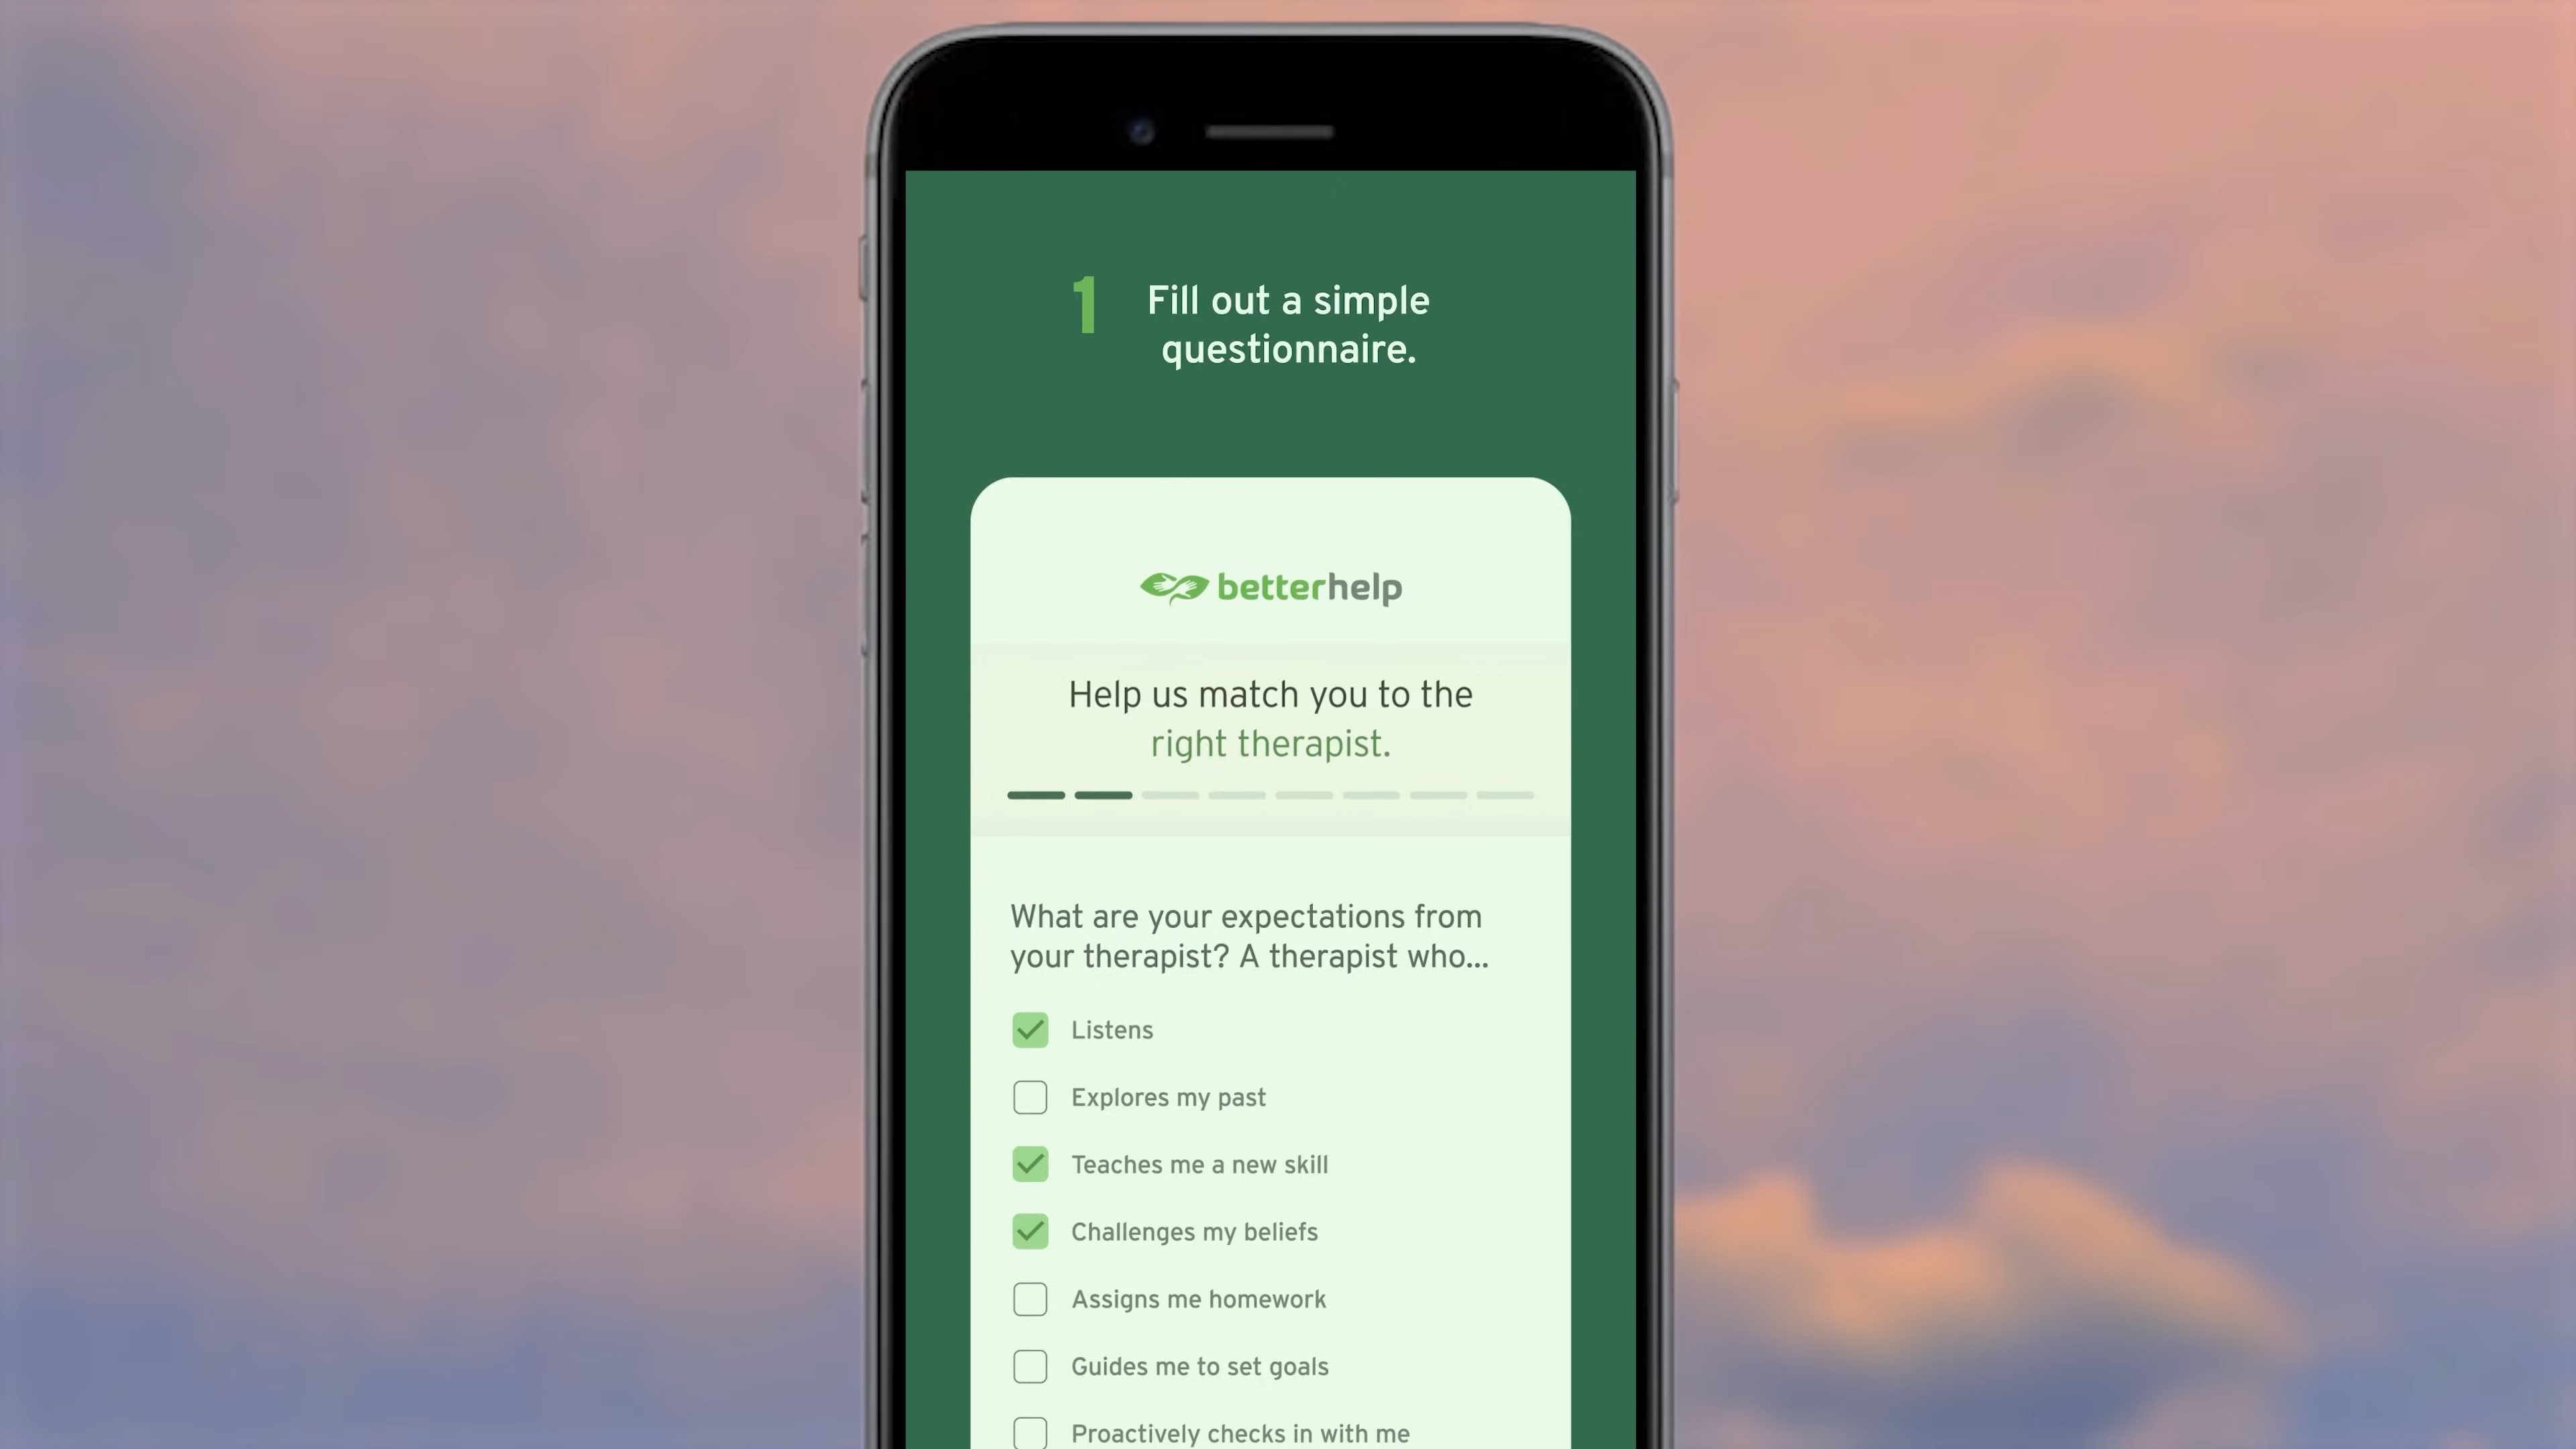 1
Fill out a simple
questionnaire.
betterhelp
Help us match you to the
right therapist.
What are your expectations from
your therapist? A therapist who...
Listens
Explores my past
Teaches me a new skill
Challenges my beliefs
Assigns me homework
Guides me to set goals
Proactively checks in with me